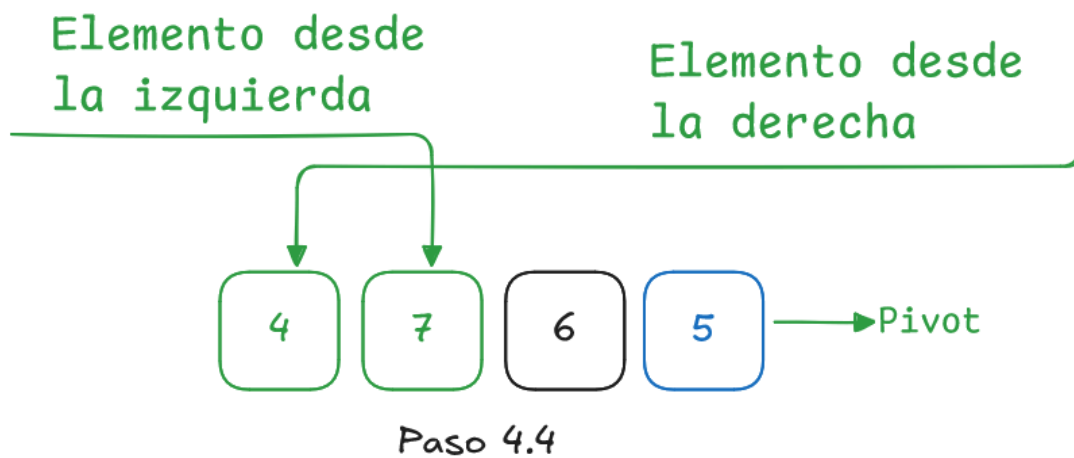 Elemento desde
la izquierda
Elemento desde
la derecha
4
7
6
5
Pivot
Paso 4.4